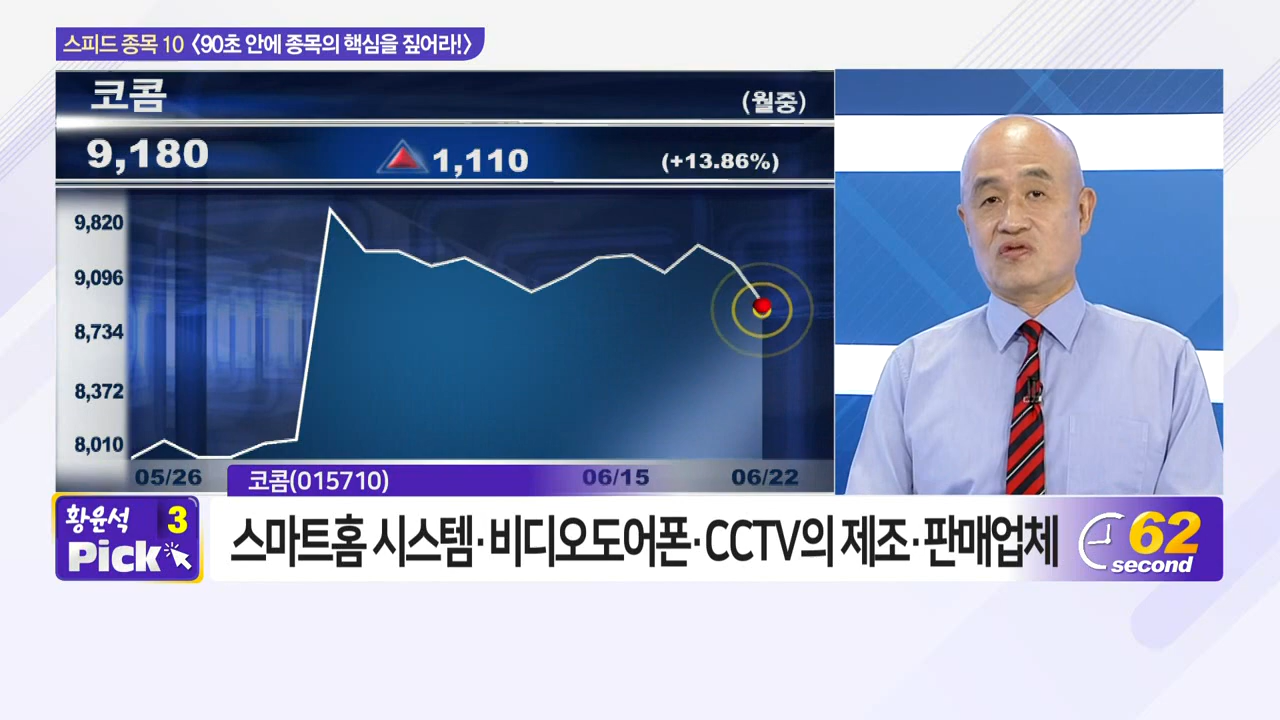 스피드 종목 10 〈90초 안에 종목의 핵심을 짚어라!〉
코콤
(월중)
9,180
1,110
(+13.86%)
9,820
9,096
8,734
8,372
8,010
05/26
06/15
06/22
코콤(015710)
황윤석 3
Pick
스마트홈 시스템·비디오도어폰·CCTV의 제조·판매업체
62
second